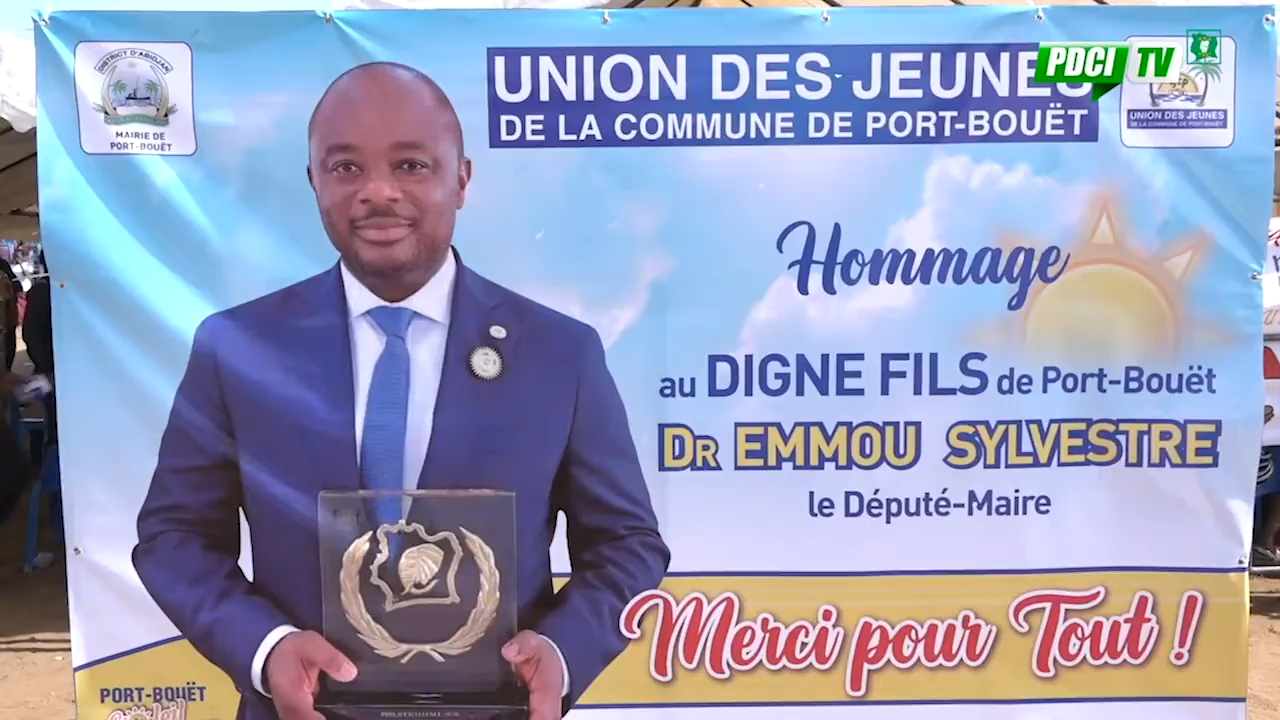 DISTRICT D'ABIDJAN
MAIRIE DE
PORT-BOUËT
UNION DES JEUNES
DE LA COMMUNE DE PORT-BOUËT
PDCI TV
UNION DES JEUNES
DE LA COMMUNE DE PORT-BOUËT
Hommage
au DIGNE FILS de Port-Bouët
DR EMMOU SYLVESTRE
le Député-Maire
Merci pour Tout !
PORT-BOUËT